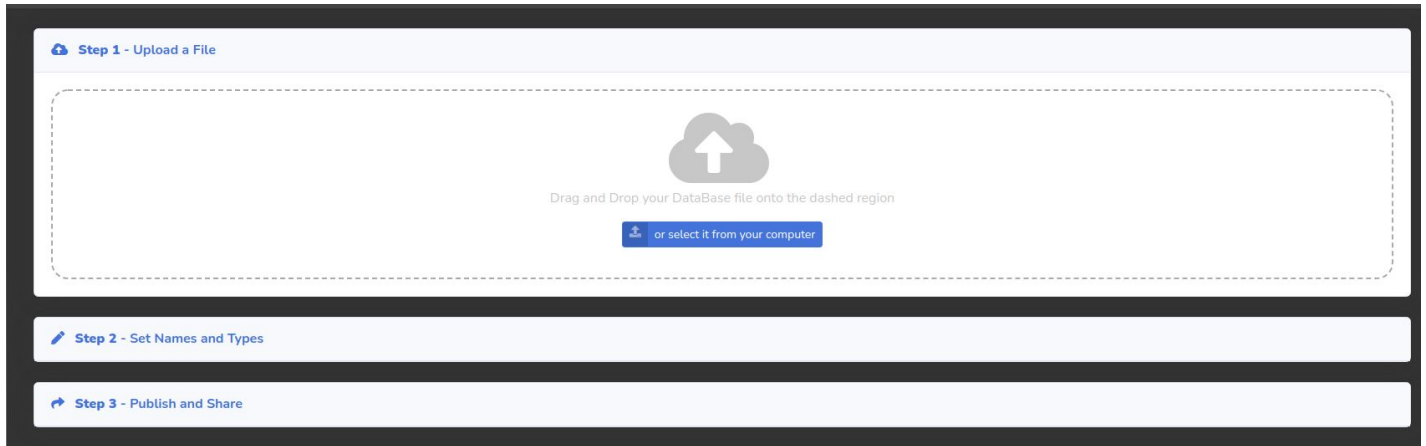 Step 1 - Upload a File
Drag and Drop your DataBase file onto the dashed region
or select it from your computer
Step 2 - Set Names and Types
Step 3 - Publish and Share